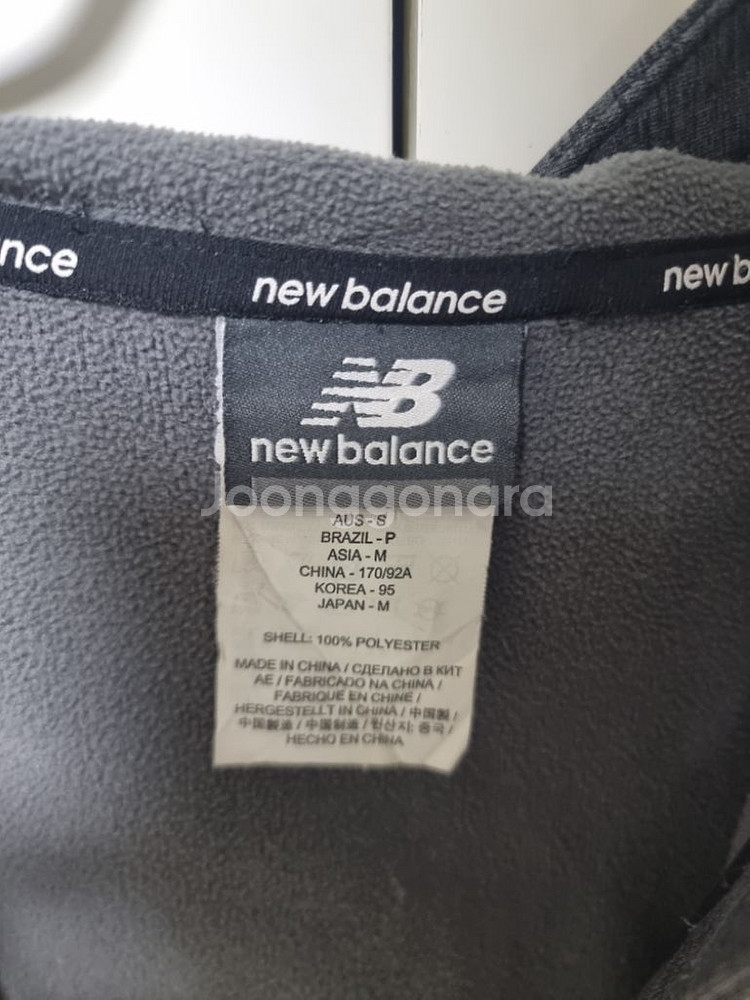 nce
new balance
new b
NB
new balance
Joonggonara
AUS - S
BRAZIL - P
ASIA - M
CHINA - 170/92A
KOREA - 95
JAPAN - M
SHELL: 100% POLYESTER
MADE IN CHINA / СДЕЛАНО В КИТ
АЕ / FABRICADO NA CHINA /
FABRIQUE EN CHINE /
HERGESTELLT IN CHINA / 中国製 /
中國製造 / 中国制造 / 원산지: 중국 /
HECHO EN CHINA